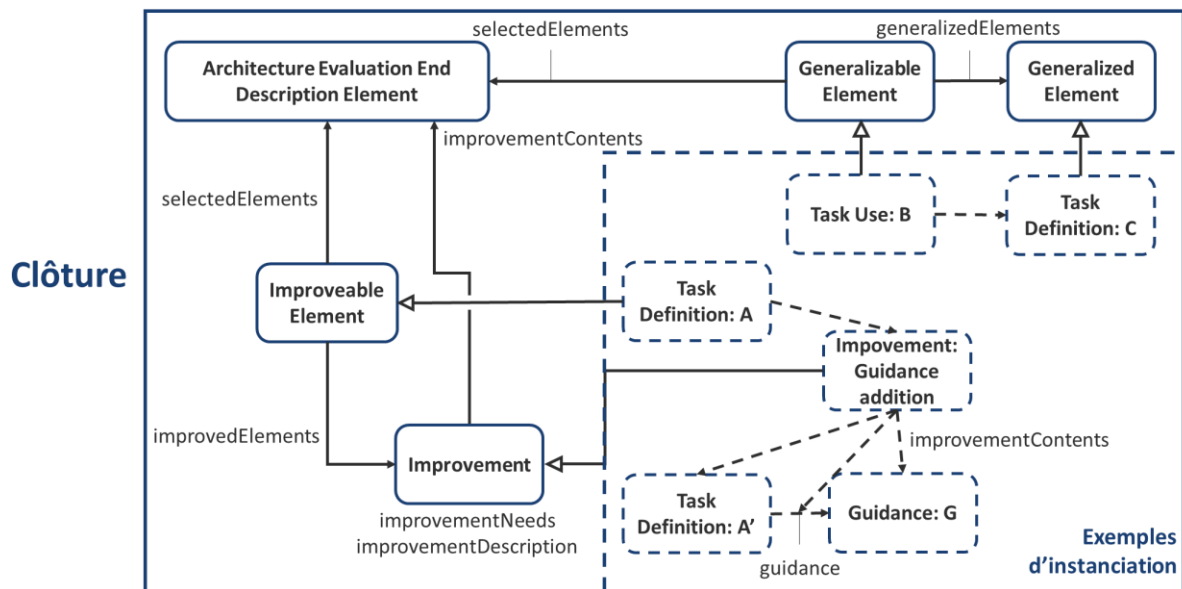 selectedElements
generalizedElements
Architecture Evaluation End
Description Element
Generalizable
Element
Generalized
Element
improvementContents
selectedElements
Task Use: B
Task
Definition: C
Clôture
Improveable
Element
Task
Definition: A
Impovement:
Guidance
addition
improvedElements
improvementContents
Improvement
Task
Definition: A’
Guidance: G
improvementNeeds
improvementDescription
guidance
Exemples
d’instanciation